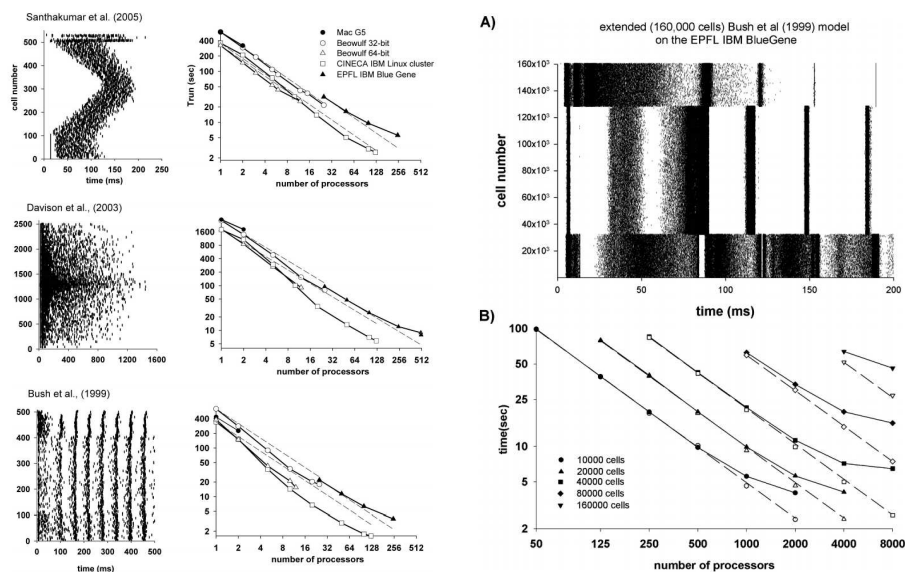 Santhakumar et al. (2005)
cell number
600
500
400
300
200
100
0
0 50 100 150 200 250
time (ms)
Trun (sec)
400
200
100
50
20
10
5
2
1 2 4 8 16 32 64 128 256 512
number of processors
Mac G5
Beowulf 32-bit
Beowulf 64-bit
CINECA IBM Linux cluster
EPFL IBM Blue Gene
Davison et al., (2003)
2500
2000
1500
1000
500
0
0 400 800 1200 1600
1600
800
400
200
100
50
20
10
5
1 2 4 8 16 32 64 128 256
number of processors
Bush et al., (1999)
500
400
300
200
100
0
0 100 200 300 400 500
time (ms)
400
200
100
50
20
10
5
2
1 2 4 8 16 32 64 128 256 512
number of processors
A)
extended (160,000 cells) Bush et al (1999) model
on the EPFL IBM BlueGene
cell number
160x10³
140x10³
120x10³
100x10³
80x10³
60x10³
40x10³
20x10³
0 50 100 150 200
time (ms)
B)
time(sec)
100
50
25
10
5
2
10000 cells
20000 cells
40000 cells
80000 cells
160000 cells
50 125 250 500 1000 2000 4000 8000
number of processors